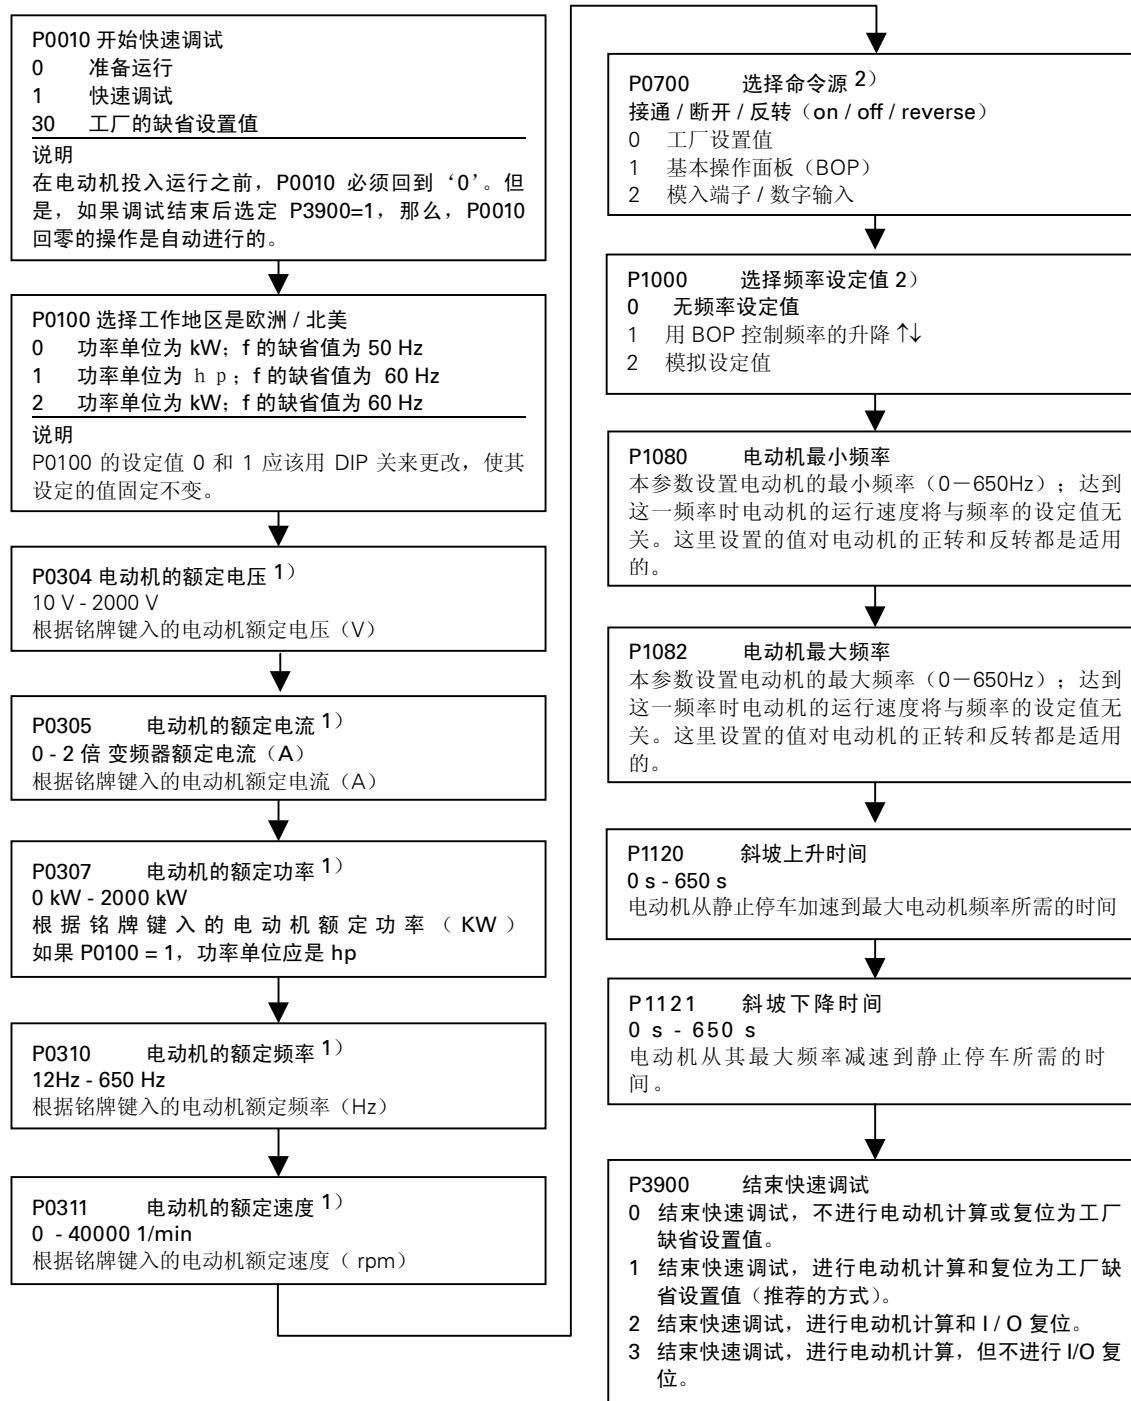 P0010 开始快速调试
0 准备运行
1 快速调试
30 工厂的缺省设置值
说明
在电动机投入运行之前，P0010 必须回到‘0’。但
是，如果调试结束后选定 P3900=1，那么，P0010
回零的操作是自动进行的。
P0100 选择工作地区是欧洲 / 北美
0 功率单位为 kW；f 的缺省值为 50 Hz
1 功率单位为 hp；f 的缺省值为 60 Hz
2 功率单位为 kW；f 的缺省值为 60 Hz
说明
P0100 的设定值 0 和 1 应该用 DIP 关来更改，使其
设定的值固定不变。
P0304 电动机的额定电压 1）
10 V - 2000 V
根据铭牌键入的电动机额定电压（V）
P0305 电动机的额定电流 1）
0 - 2 倍 变频器额定电流（A）
根据铭牌键入的电动机额定电流（A）
P0307 电动机的额定功率 1）
0 kW - 2000 kW
根据铭牌键入的电动机额定功率（KW）
如果 P0100 = 1，功率单位应是 hp
P0310 电动机的额定频率 1）
12Hz - 650 Hz
根据铭牌键入的电动机额定频率（Hz）
P0311 电动机的额定速度 1）
0 - 40000 1/min
根据铭牌键入的电动机额定速度（ rpm）
P0700 选择命令源 2）
接通 / 断开 / 反转（on / off / reverse）
0 工厂设置值
1 基本操作面板（BOP）
2 模入端子 / 数字输入
P1000 选择频率设定值 2）
0 无频率设定值
1 用 BOP 控制频率的升降 ↑↓
2 模拟设定值
P1080 电动机最小频率
本参数设置电动机的最小频率（0－650Hz）；达到
这一频率时电动机的运行速度将与频率的设定值无
关。这里设置的值对电动机的正转和反转都是适用
的。
P1082 电动机最大频率
本参数设置电动机的最大频率（0－650Hz）；达到
这一频率时电动机的运行速度将与频率的设定值无
关。这里设置的值对电动机的正转和反转都是适用
的。
P1120 斜坡上升时间
0 s - 650 s
电动机从静止停车加速到最大电动机频率所需的时间
P1121 斜坡下降时间
0 s - 650 s
电动机从其最大频率减速到静止停车所需的时
间。
P3900 结束快速调试
0 结束快速调试，不进行电动机计算或复位为工厂
缺省设置值。
1 结束快速调试，进行电动机计算和复位为工厂缺
省设置值（推荐的方式）。
2 结束快速调试，进行电动机计算和 I / O 复位。
3 结束快速调试，进行电动机计算，但不进行 I/O 复
位。